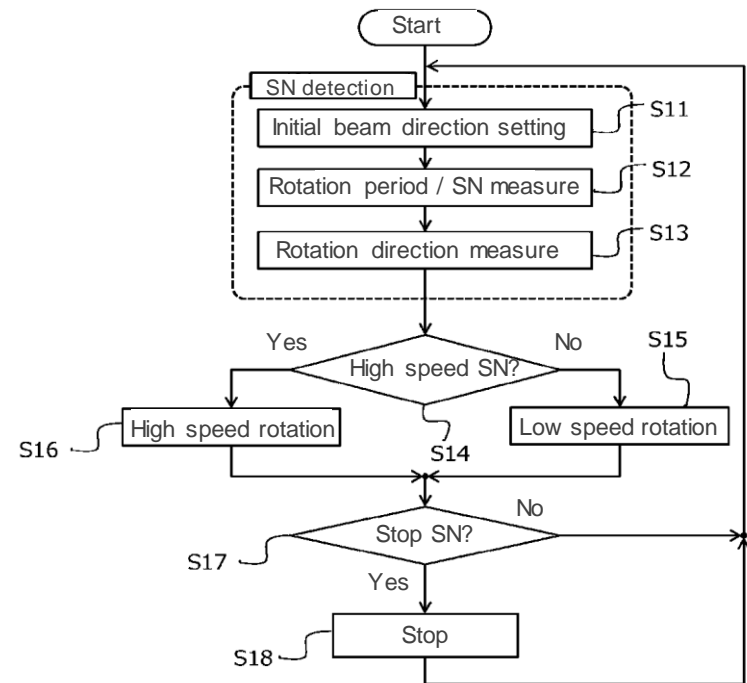 Start
SN detection
Initial beam direction setting
S11
Rotation period / SN measure
S12
Rotation direction measure
S13
Yes
High speed SN?
No
S15
S16
High speed rotation
S14
Low speed rotation
S17
Stop SN?
No
Yes
S18
Stop